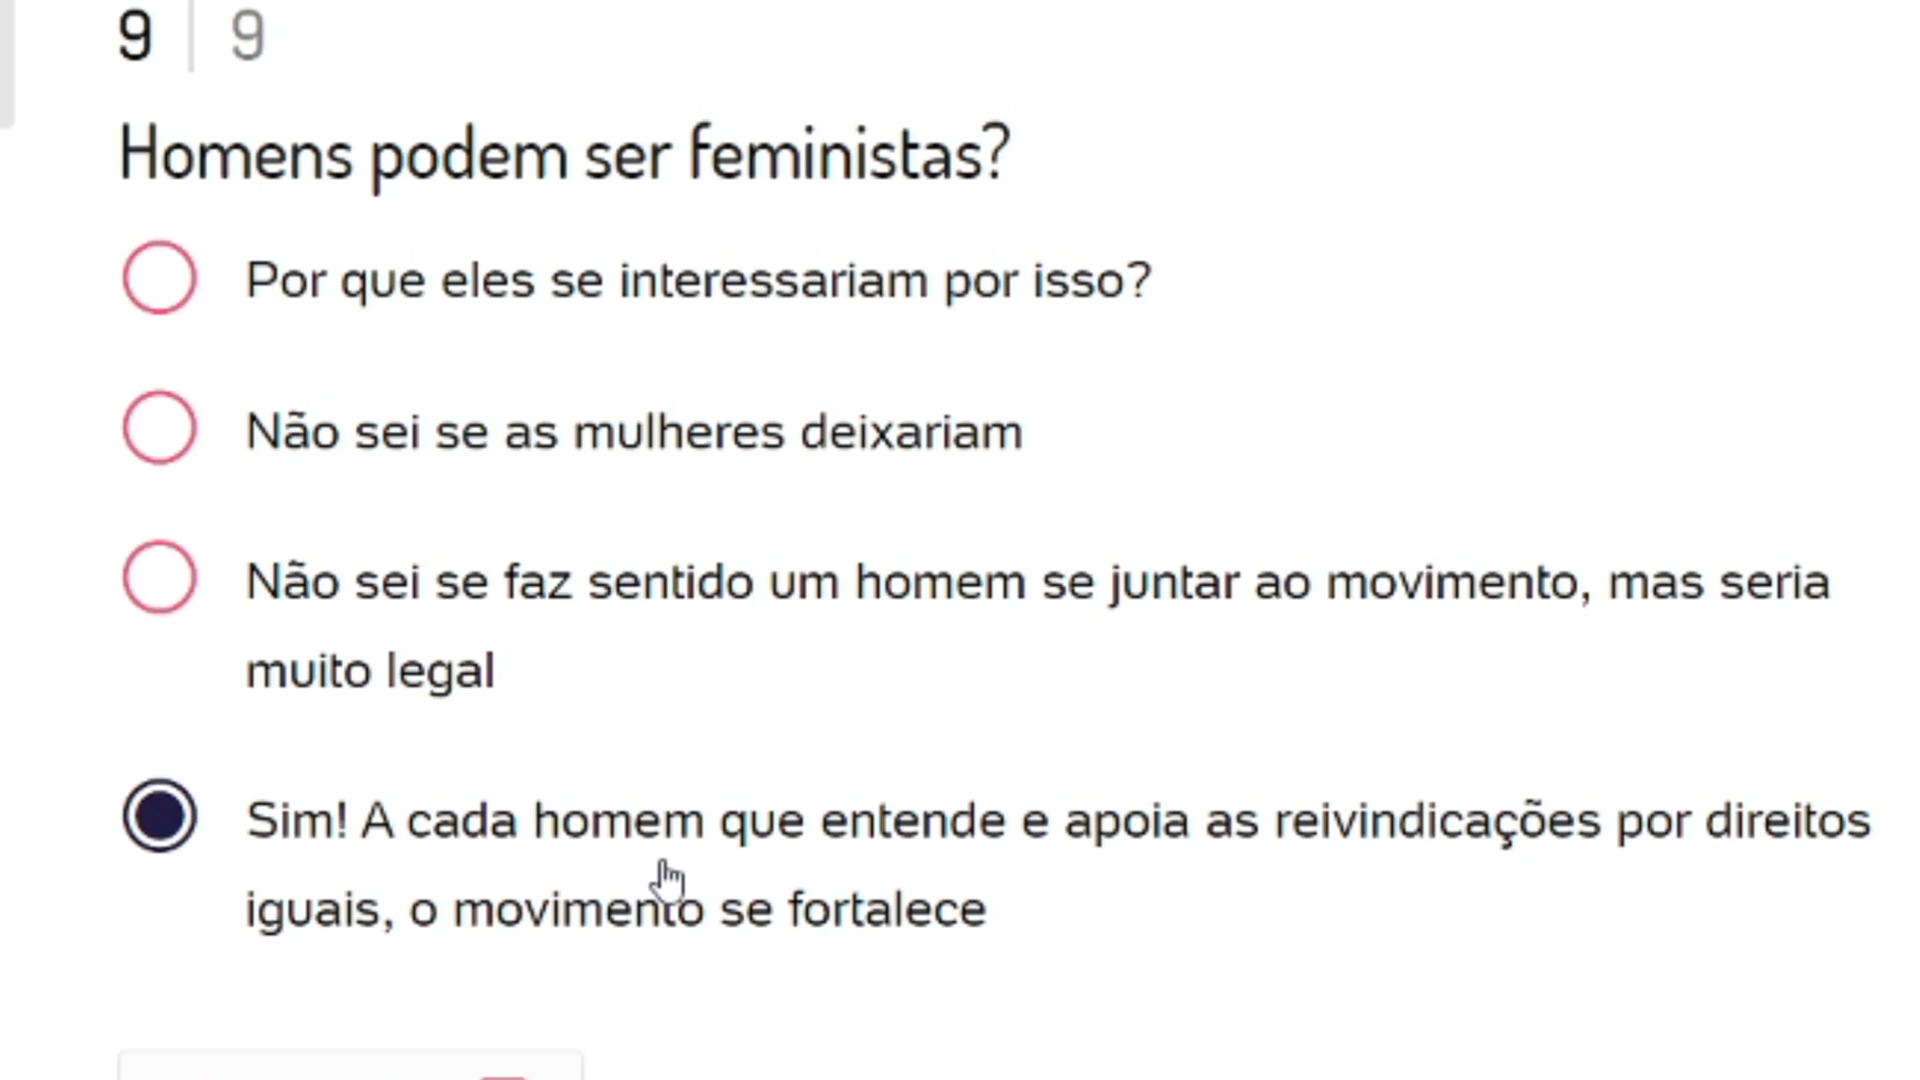 9 9
Homens podem ser feministas?
Por que eles se interessariam por isso?
Não sei se as mulheres deixariam
Não sei se faz sentido um homem se juntar ao movimento, mas seria
muito legal
Sim! A cada homem que entende e apoia as reivindicações por direitos
iguais, o movimento se fortalece